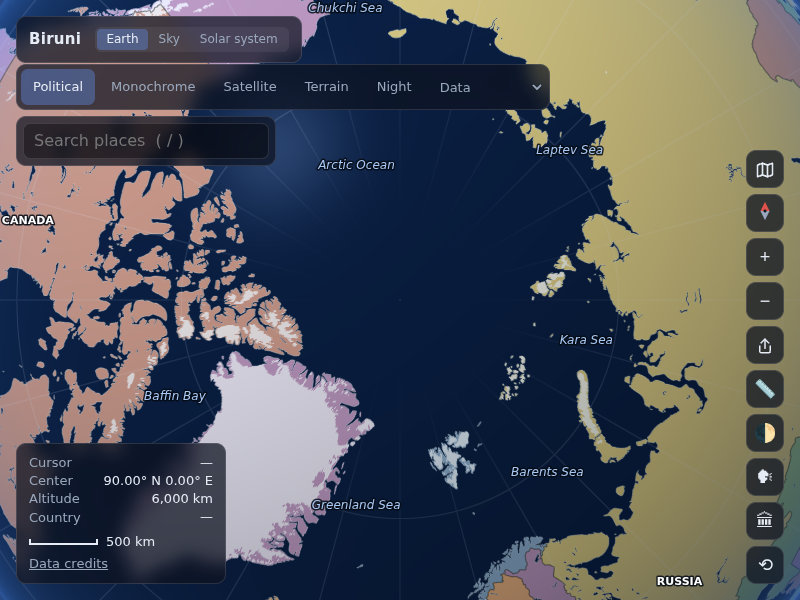 Chukchi Sea
Biruni Earth Sky Solar system
Political Monochrome Satellite Terrain Night Data
Search places ( / )
Arctic Ocean
Laptev Sea
CANADA
+
−
Kara Sea
Baffin Bay
Barents Sea
Greenland Sea
Cursor —
Center 90.00° N 0.00° E
Altitude 6,000 km
Country —
500 km
Data credits
RUSSIA